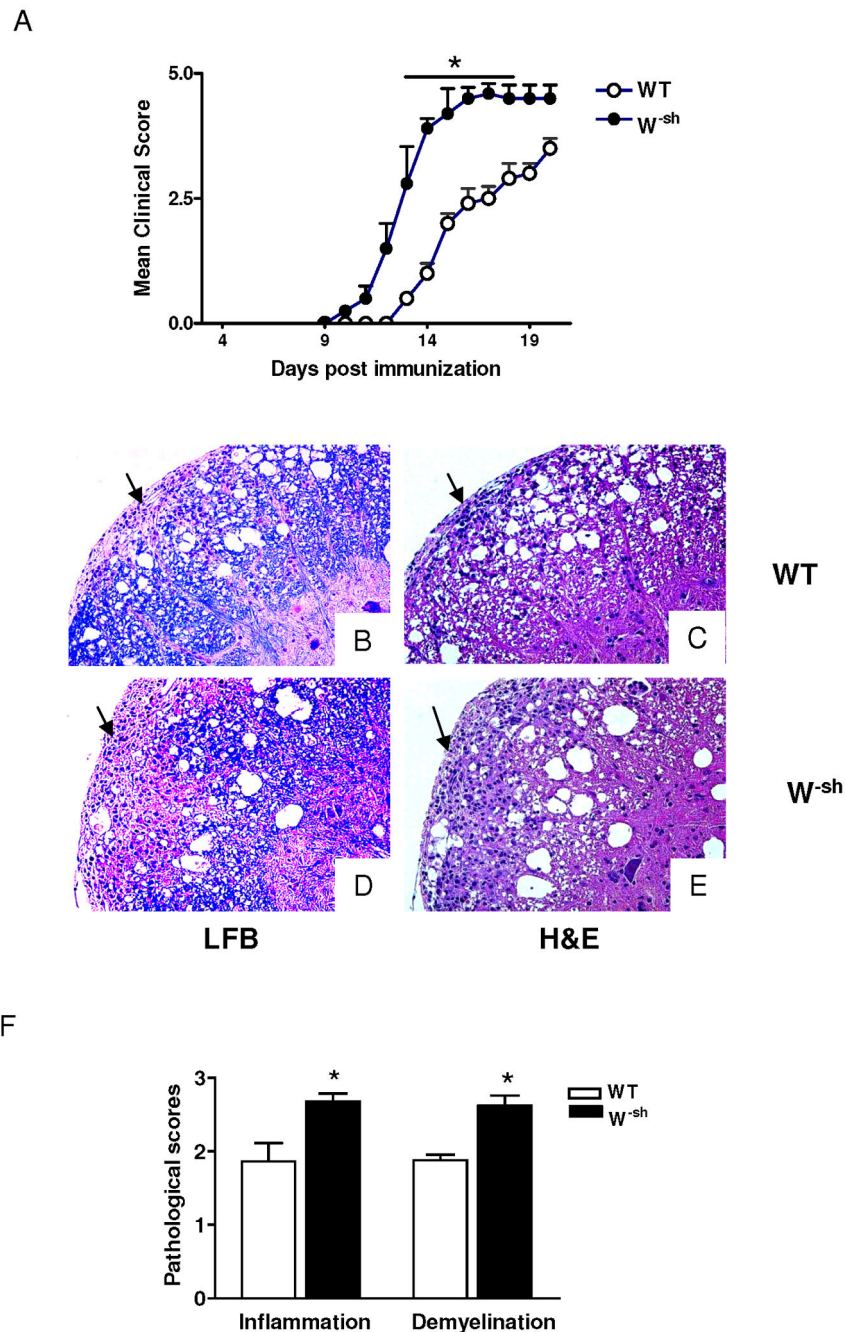 A
*
5.0
2.5
0.0
Mean Clinical Score
4 9 14 19
Days post immunization
WT
W-sh
B
C
WT
D
E
W-sh
LFB H&E
F
Pathological scores
3
2
1
0
* *
WT
W-sh
Inflammation Demyelination